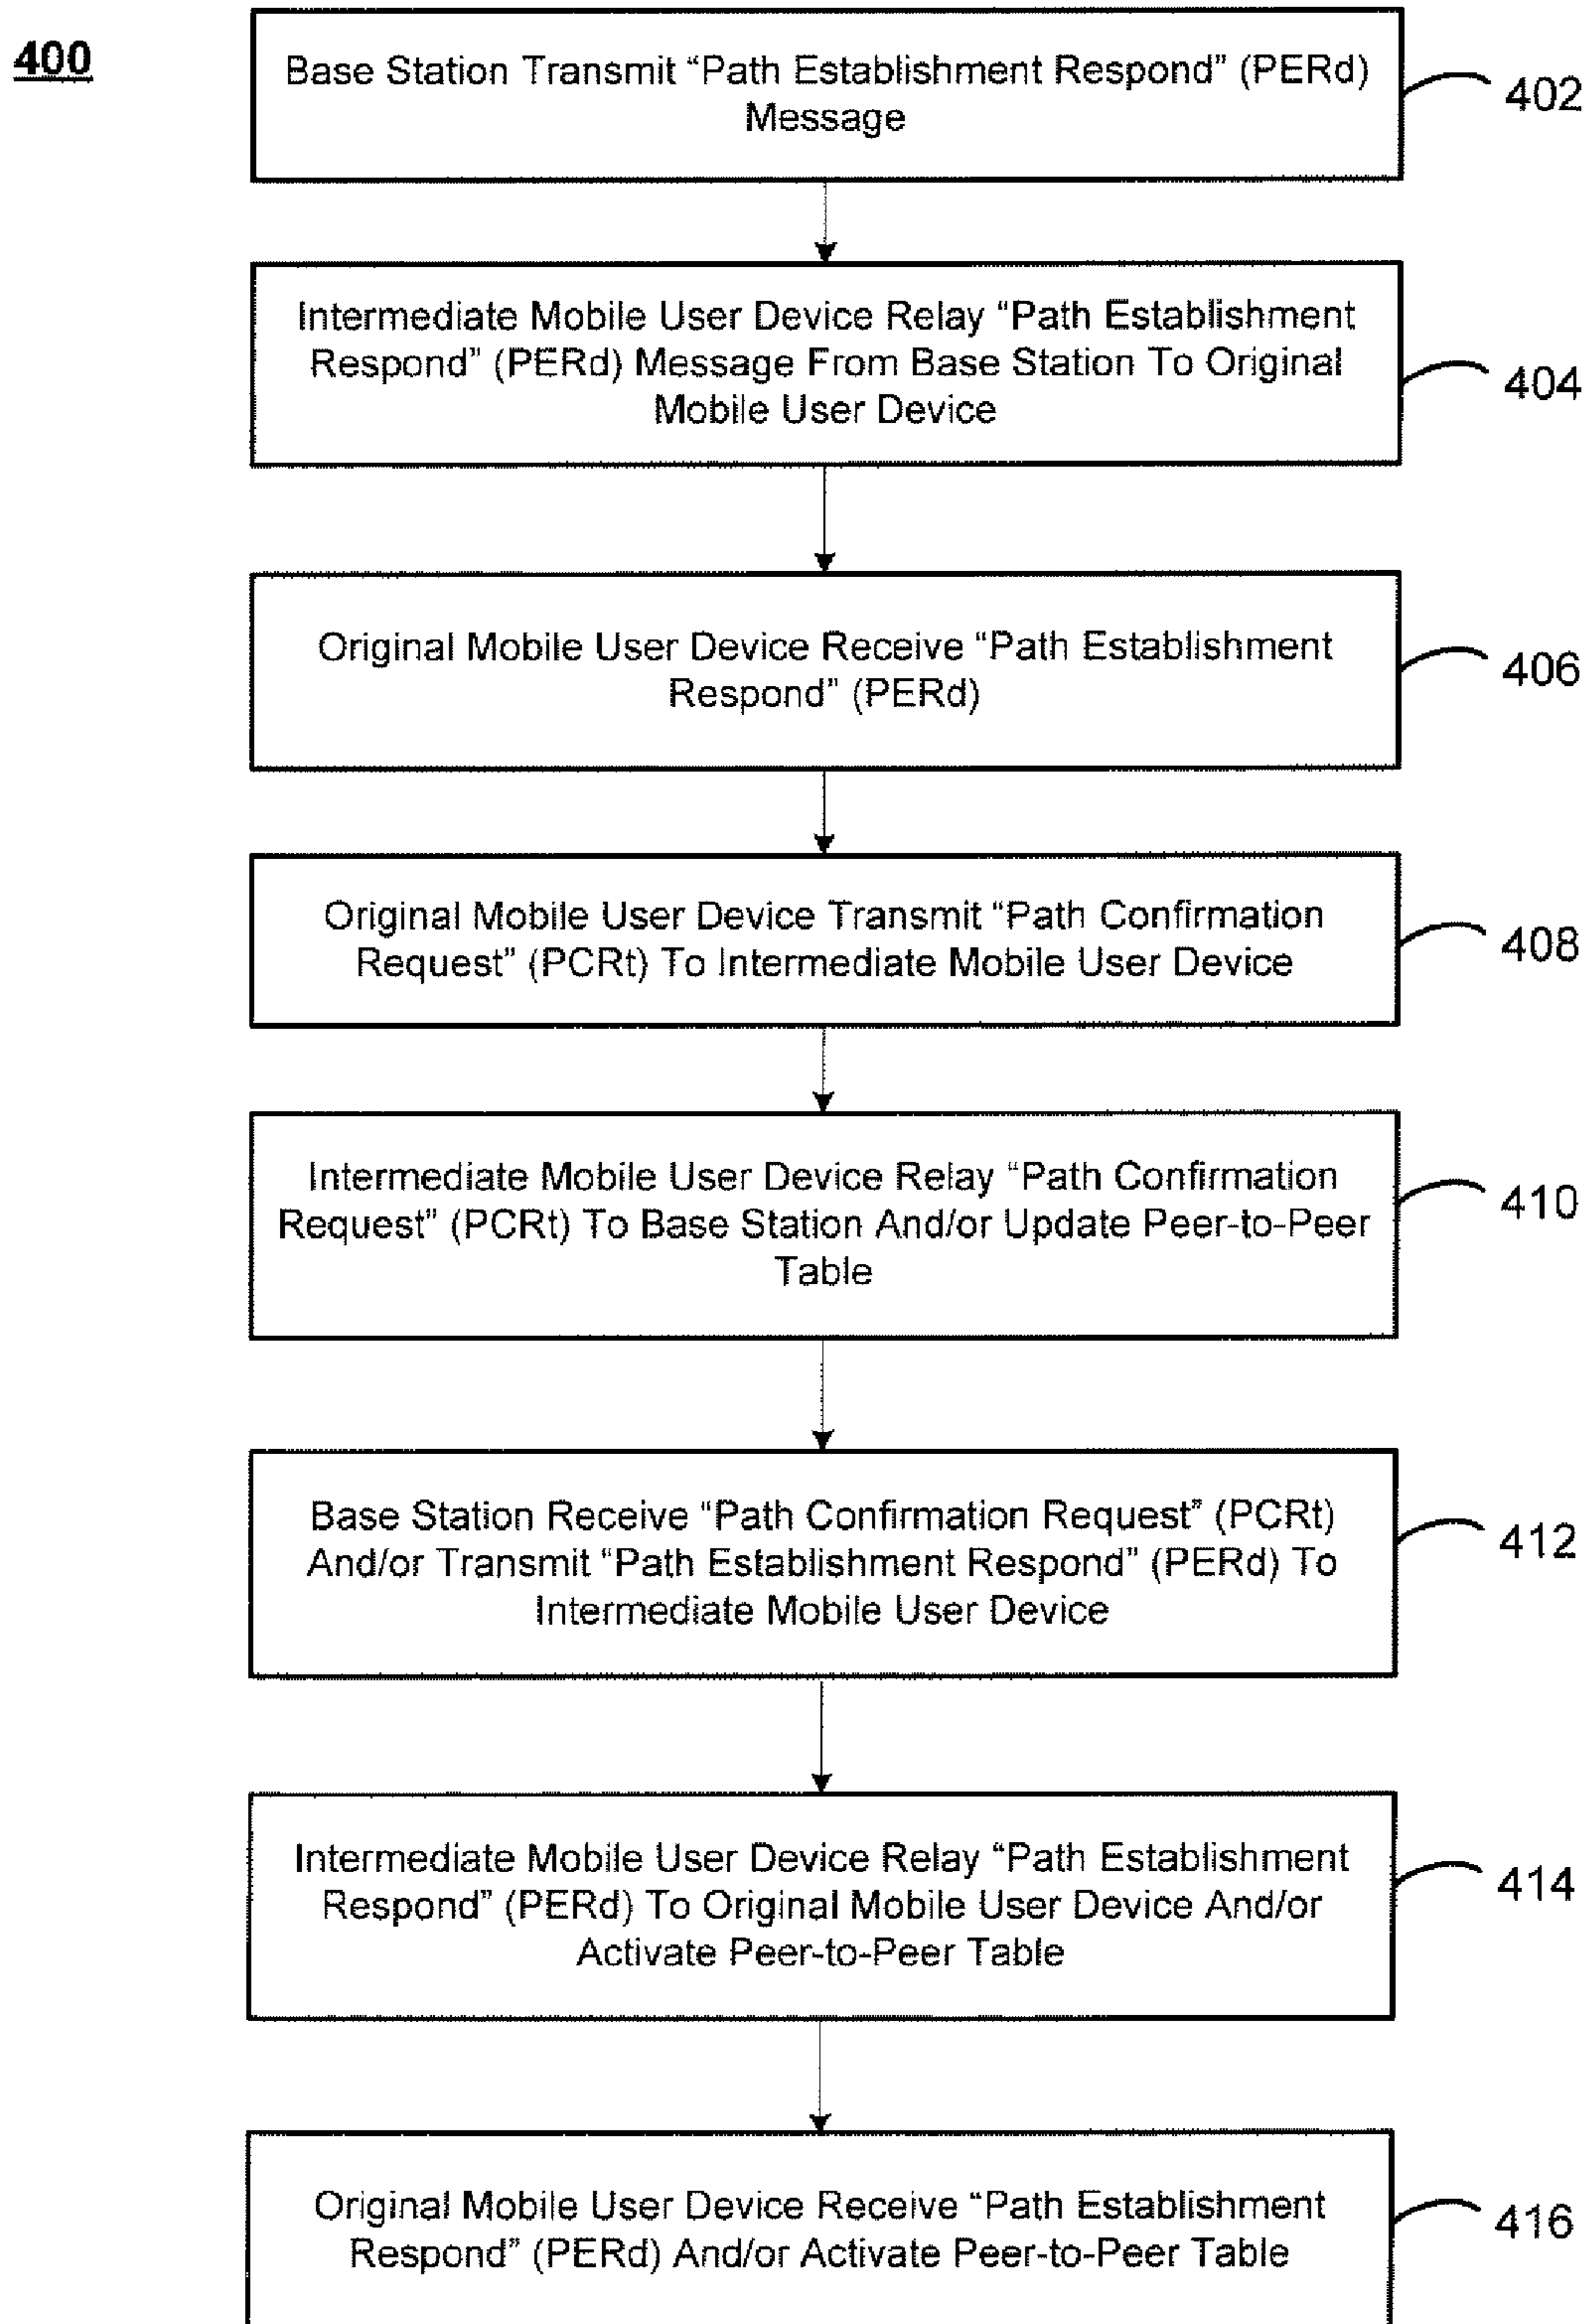 400
Base Station Transmit “Path Establishment Respond” (PERd)
Message
402
Intermediate Mobile User Device Relay “Path Establishment
Respond” (PERd) Message From Base Station To Original
Mobile User Device
404
Original Mobile User Device Receive “Path Establishment
Respond” (PERd)
406
Original Mobile User Device Transmit “Path Confirmation
Request” (PCRt) To Intermediate Mobile User Device
408
Intermediate Mobile User Device Relay “Path Confirmation
Request” (PCRt) To Base Station And/or Update Peer-to-Peer
Table
410
Base Station Receive “Path Confirmation Request” (PCRt)
And/or Transmit “Path Establishment Respond” (PERd) To
Intermediate Mobile User Device
412
Intermediate Mobile User Device Relay “Path Establishment
Respond” (PERd) To Original Mobile User Device And/or
Activate Peer-to-Peer Table
414
Original Mobile User Device Receive “Path Establishment
Respond” (PERd) And/or Activate Peer-to-Peer Table
416